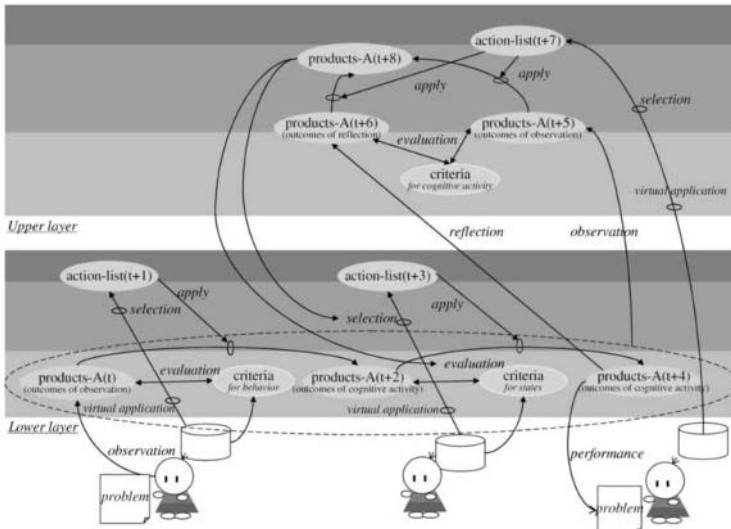 action-list(t+7)
products-A(t+8)
apply
apply
selection
products-A(t+6)
(outcomes of reflection)
products-A(t+5)
(outcomes of observation)
evaluation
criteria
for cognitive activity
virtual application
Upper layer
reflection
observation
action-list(t+1)
apply
selection
action-list(t+3)
apply
selection
evaluation
evaluation
products-A(t)
(outcomes of observation)
criteria
for behavior
products-A(t+2)
(outcomes of cognitive activity)
criteria
for states
products-A(t+4)
(outcomes of cognitive activity)
virtual application
virtual application
Lower layer
observation
performance
problem
problem